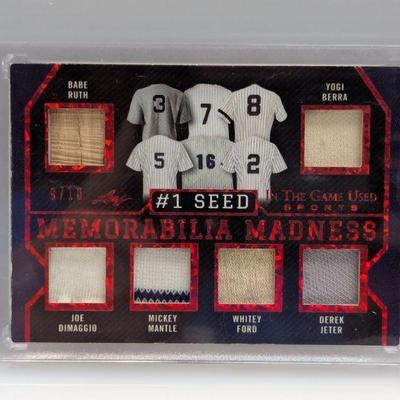 BABE
RUTH
YOGI
BERRA
3 7 8
5 16 2
Leaf
#1 SEED
IN THE GAME USED
SPORTS
MEMORABILIA MADNESS
JOE
DIMAGGIO
MICKEY
MANTLE
WHITEY
FORD
DEREK
JETER